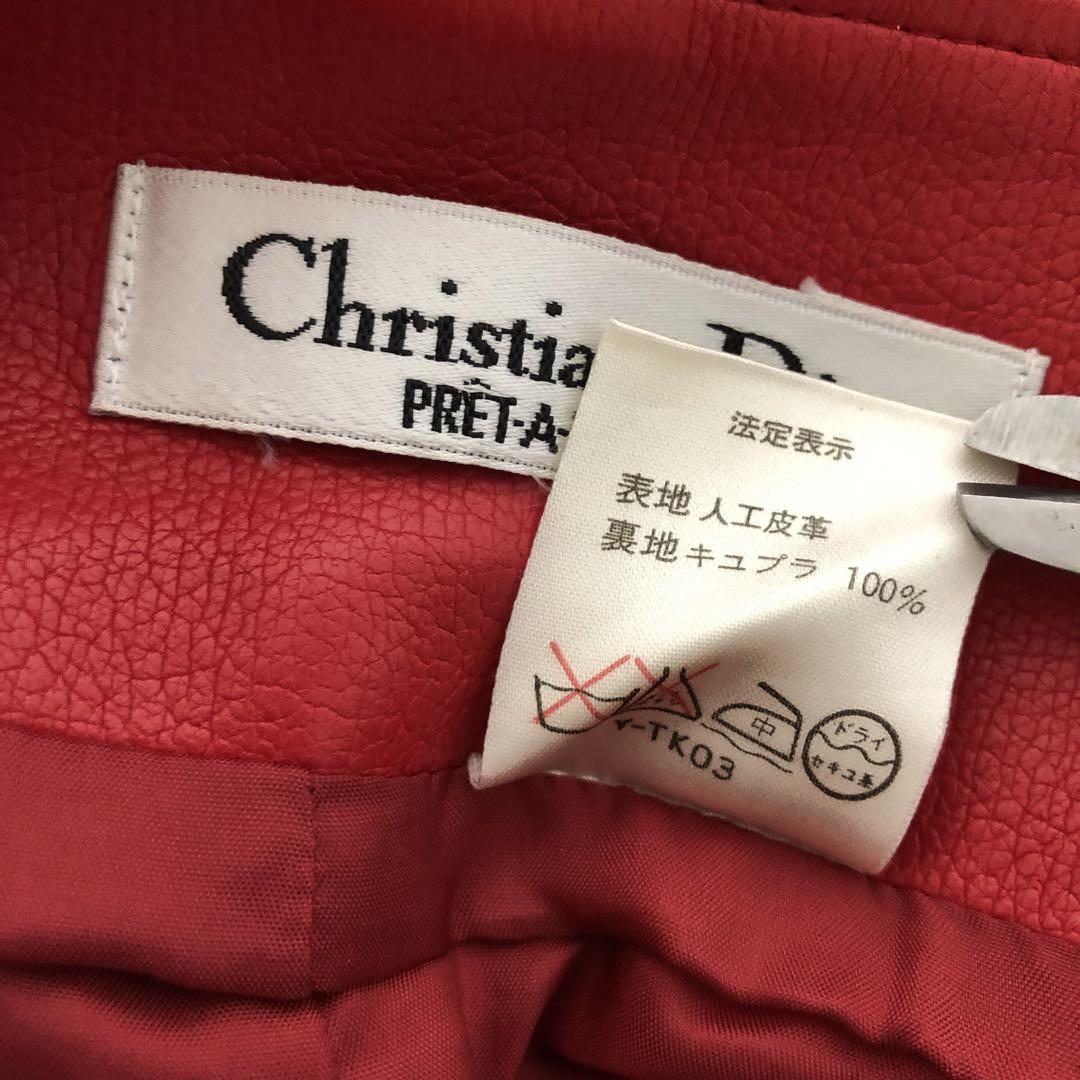 Christia
PRÊT-A-
法定表示
表地 人工皮革
裏地 キュプラ 100%
中
ドライ
セキユ系
Y-TK03